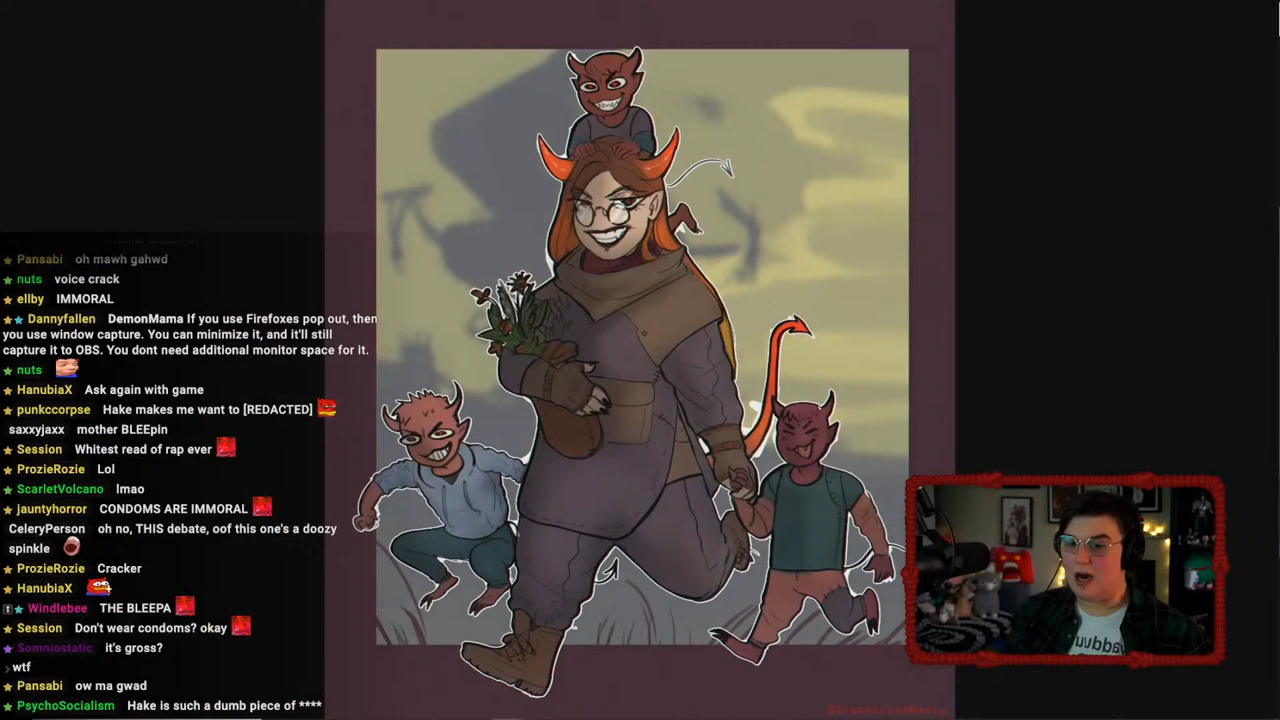 Pansabi oh mawh gahwd
nuts voice crack
ellby IMMORAL
Dannyfallen DemonMama If you use Firefoxes pop out, then
you use window capture. You can minimize it, and it'll still
capture it to OBS. You dont need additional monitor space for it.
nuts
HanubiaX Ask again with game
punkccorpse Hake makes me want to [REDACTED]
saxxyjaxx mother BLEEpin
Session Whitest read of rap ever
ProzieRozie Lol
ScarletVolcano lmao
jauntyhorror CONDOMS ARE IMMORAL
CeleryPerson oh no, THIS debate, oof this one's a doozy
spinkle
ProzieRozie Cracker
HanubiaX
Windlebee THE BLEEPA
Session Don't wear condoms? okay
Somniostatic it's gross?
wtf
Pansabi ow ma gwad
PsychoSocialism Hake is such a dumb piece of ****